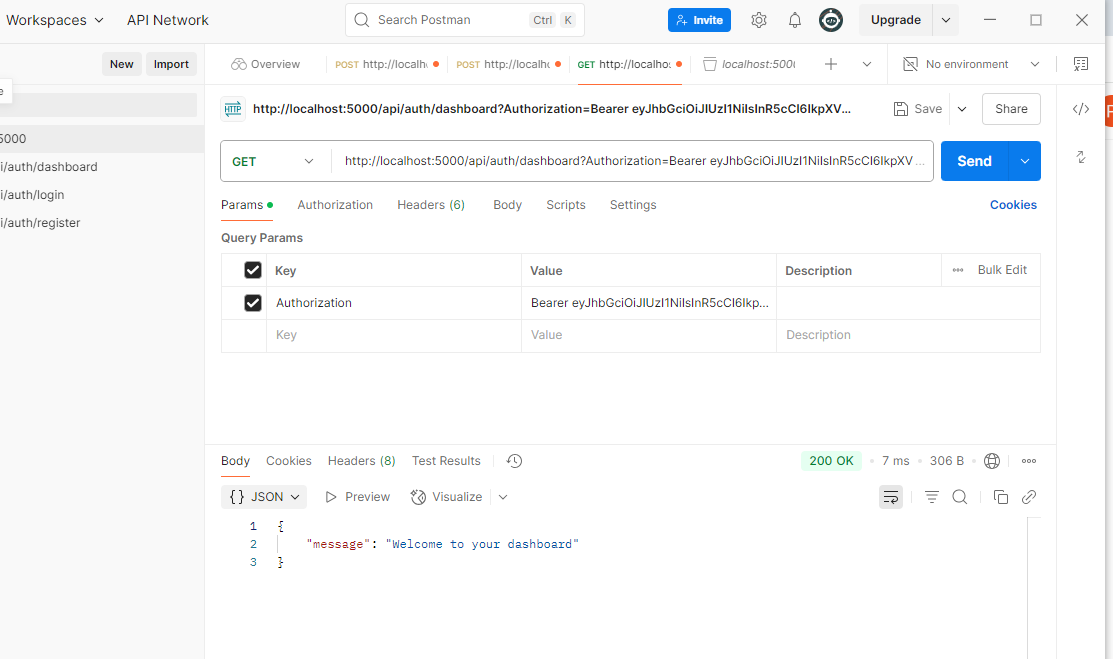 Workspaces API Network Search Postman Ctrl K Invite Upgrade
New Import Overview POST http://localh POST http://localho GET http://localhos localhost:500 No environment
e
HTTP http://localhost:5000/api/auth/dashboard?Authorization=Bearer eyJhbGciOiJIUzI1NiIsInR5cCI6IkpXV... Save Share </>
5000
i/auth/dashboard
i/auth/login
i/auth/register
GET http://localhost:5000/api/auth/dashboard?Authorization=Bearer eyJhbGciOiJIUzI1NiIsInR5cCI6IkpXV ... Send
Params Authorization Headers (6) Body Scripts Settings Cookies
Query Params
Key Value Description Bulk Edit
Authorization Bearer eyJhbGciOiJIUzI1NiIsInR5cCI6Ikp...
Key Value Description
Body Cookies Headers (8) Test Results 200 OK 7 ms 306 B
{} JSON Preview Visualize
1 {
2 "message": "Welcome to your dashboard"
3 }